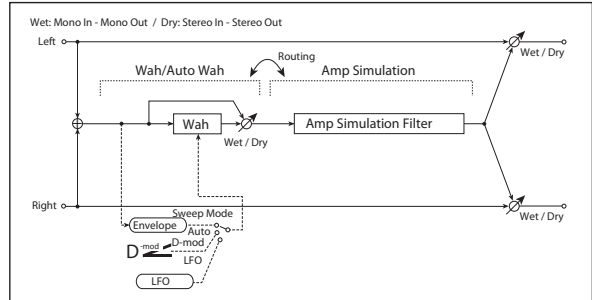 Wet: Mono In - Mono Out / Dry: Stereo In - Stereo Out
Left
Wet / Dry
Routing
Wah/Auto Wah
Amp Simulation
Wah
Wet / Dry
Amp Simulation Filter
Right
Wet / Dry
Sweep Mode
Envelope
Auto
D-mod
D-mod
LFO
LFO